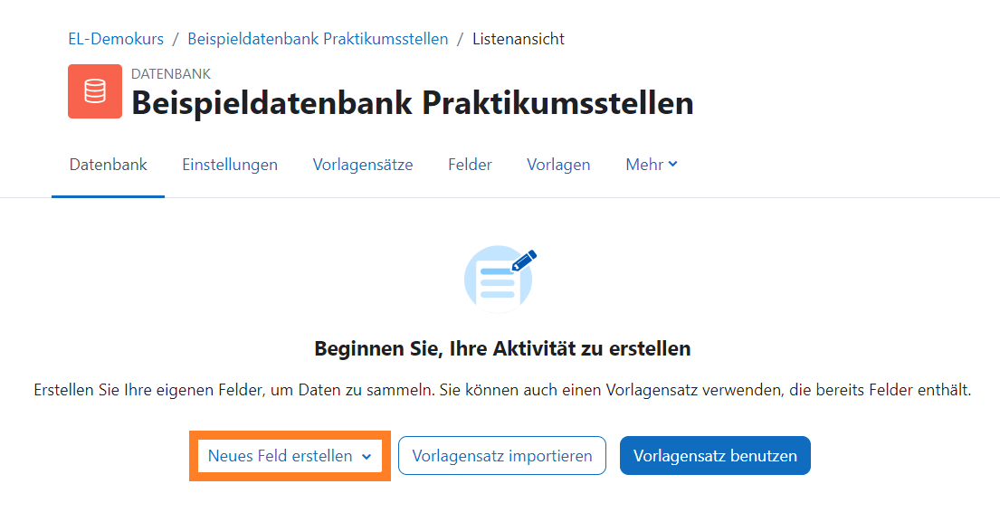 EL-Demokurs / Beispieldatenbank Praktikumsstellen / Listenansicht
DATENBANK
Beispieldatenbank Praktikumsstellen
Datenbank Einstellungen Vorlagensätze Felder Vorlagen Mehr
Beginnen Sie, Ihre Aktivität zu erstellen
Erstellen Sie Ihre eigenen Felder, um Daten zu sammeln. Sie können auch einen Vorlagensatz verwenden, die bereits Felder enthält.
Neues Feld erstellen Vorlagensatz importieren Vorlagensatz benutzen